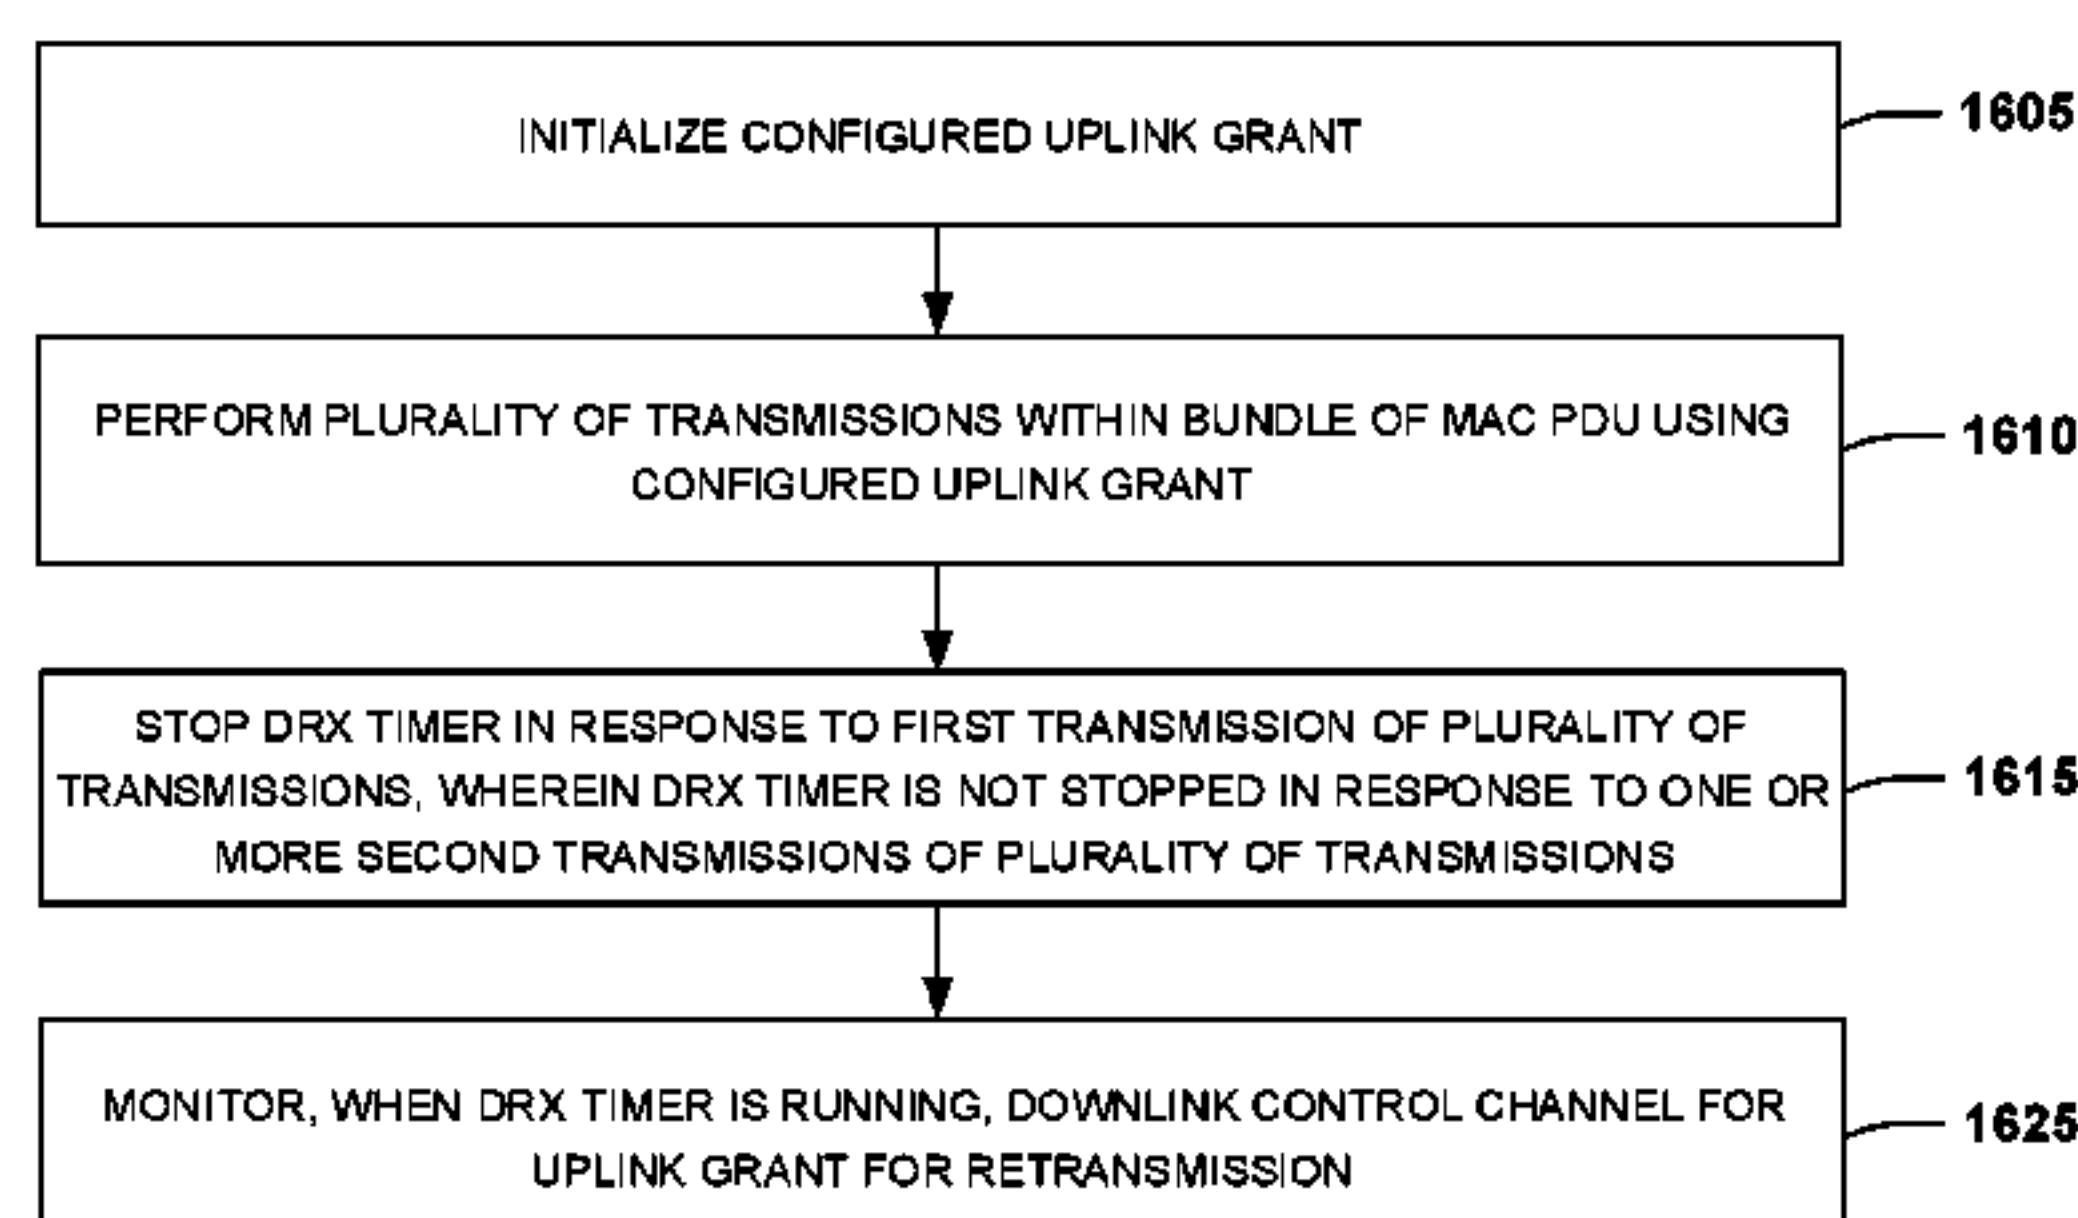 INITIALIZE CONFIGURED UPLINK GRANT
1605
PERFORM PLURALITY OF TRANSMISSIONS WITHIN BUNDLE OF MAC PDU USING
CONFIGURED UPLINK GRANT
1610
STOP DRX TIMER IN RESPONSE TO FIRST TRANSMISSION OF PLURALITY OF
TRANSMISSIONS, WHEREIN DRX TIMER IS NOT STOPPED IN RESPONSE TO ONE OR
MORE SECOND TRANSMISSIONS OF PLURALITY OF TRANSMISSIONS
1615
MONITOR, WHEN DRX TIMER IS RUNNING, DOWNLINK CONTROL CHANNEL FOR
UPLINK GRANT FOR RETRANSMISSION
1625